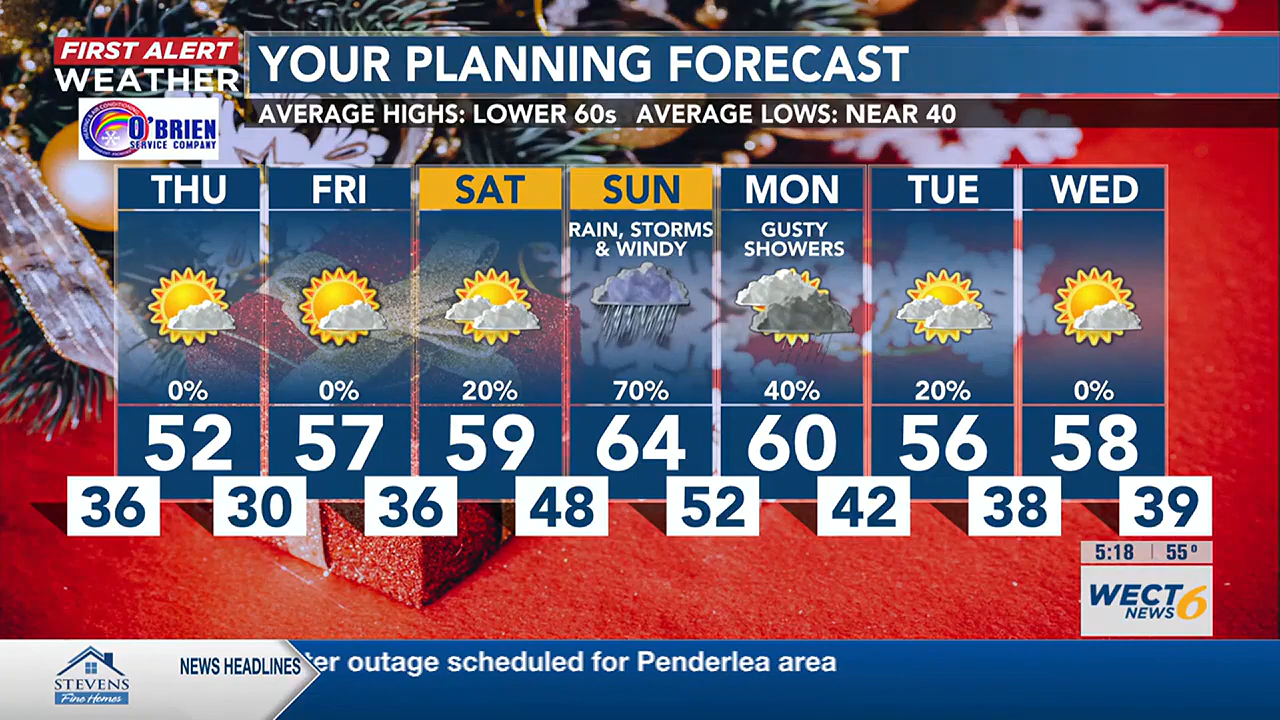 FIRST ALERT
WEATHER
YOUR PLANNING FORECAST
AVERAGE HIGHS: LOWER 60s AVERAGE LOWS: NEAR 40
O'BRIEN
SERVICE COMPANY
THU FRI SAT SUN MON TUE WED
RAIN, STORMS
& WINDY
GUSTY
SHOWERS
0% 0% 20% 70% 40% 20% 0%
52 57 59 64 60 56 58
36 30 36 48 52 42 38 39
5:18 55°
WECT 6
NEWS
STEVENS
Fine Homes
NEWS HEADLINES
ter outage scheduled for Penderlea area